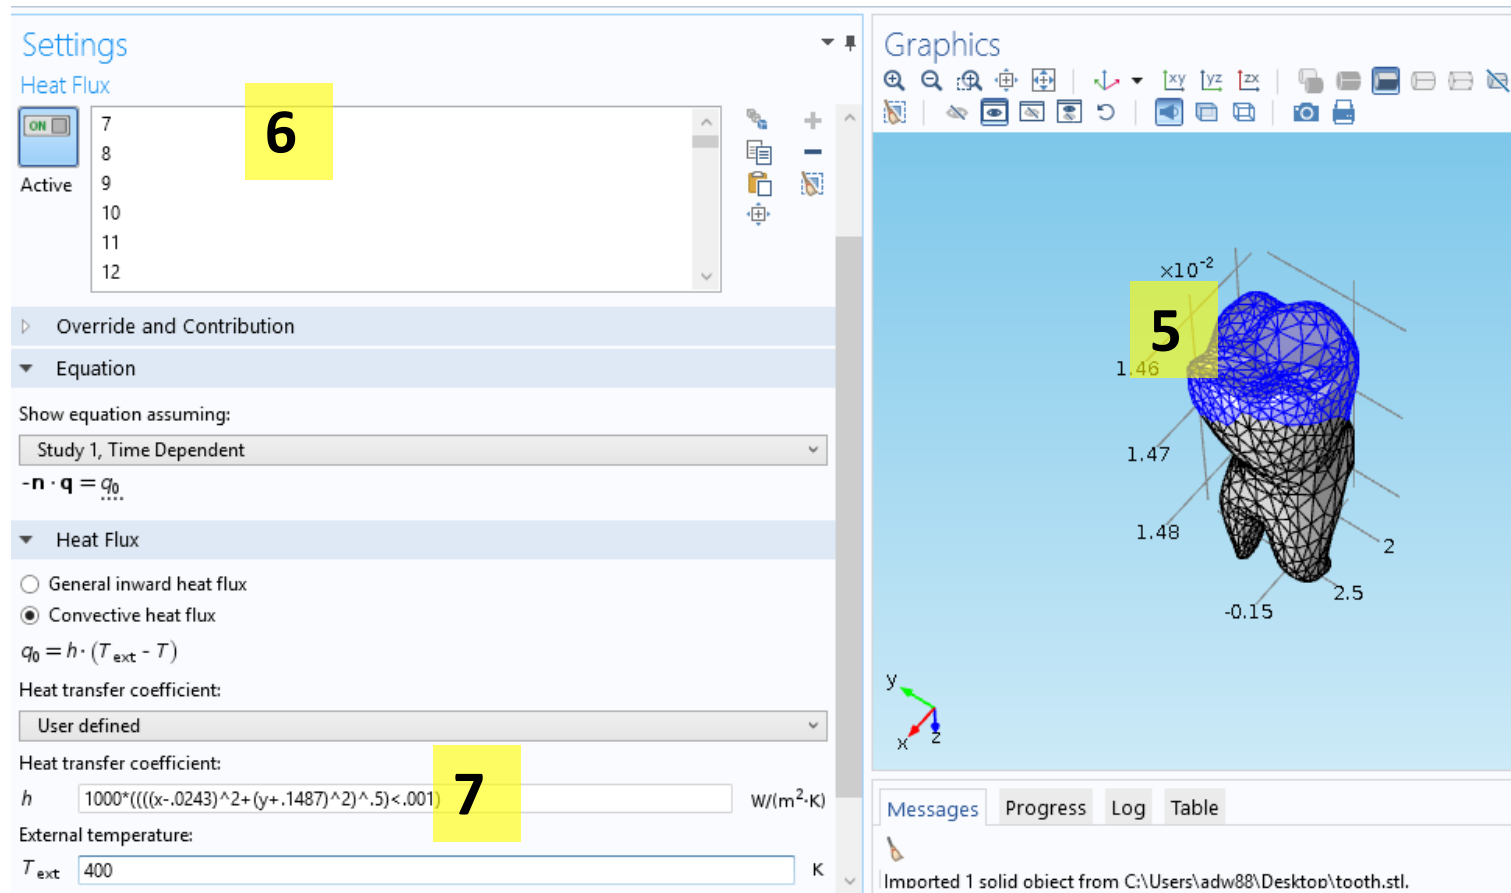 Settings
Heat Flux
ON
Active
7
8
9
10
11
12
6
Override and Contribution
Equation
Show equation assuming:
Study 1, Time Dependent
-n · q = q0
Heat Flux
General inward heat flux
Convective heat flux
q0 = h · (Text - T)
Heat transfer coefficient:
User defined
Heat transfer coefficient:
h 1000*((((x-.0243)^2+(y+.1487)^2)^.5)<.001) W/(m²·K)
7
External temperature:
Text 400 K
Graphics
xy yz zx
×10⁻²
5
1.46
1.47
1.48
2
2.5
-0.15
y
x z
Messages Progress Log Table
Imported 1 solid object from C:\Users\adw88\Desktop\tooth.stl.